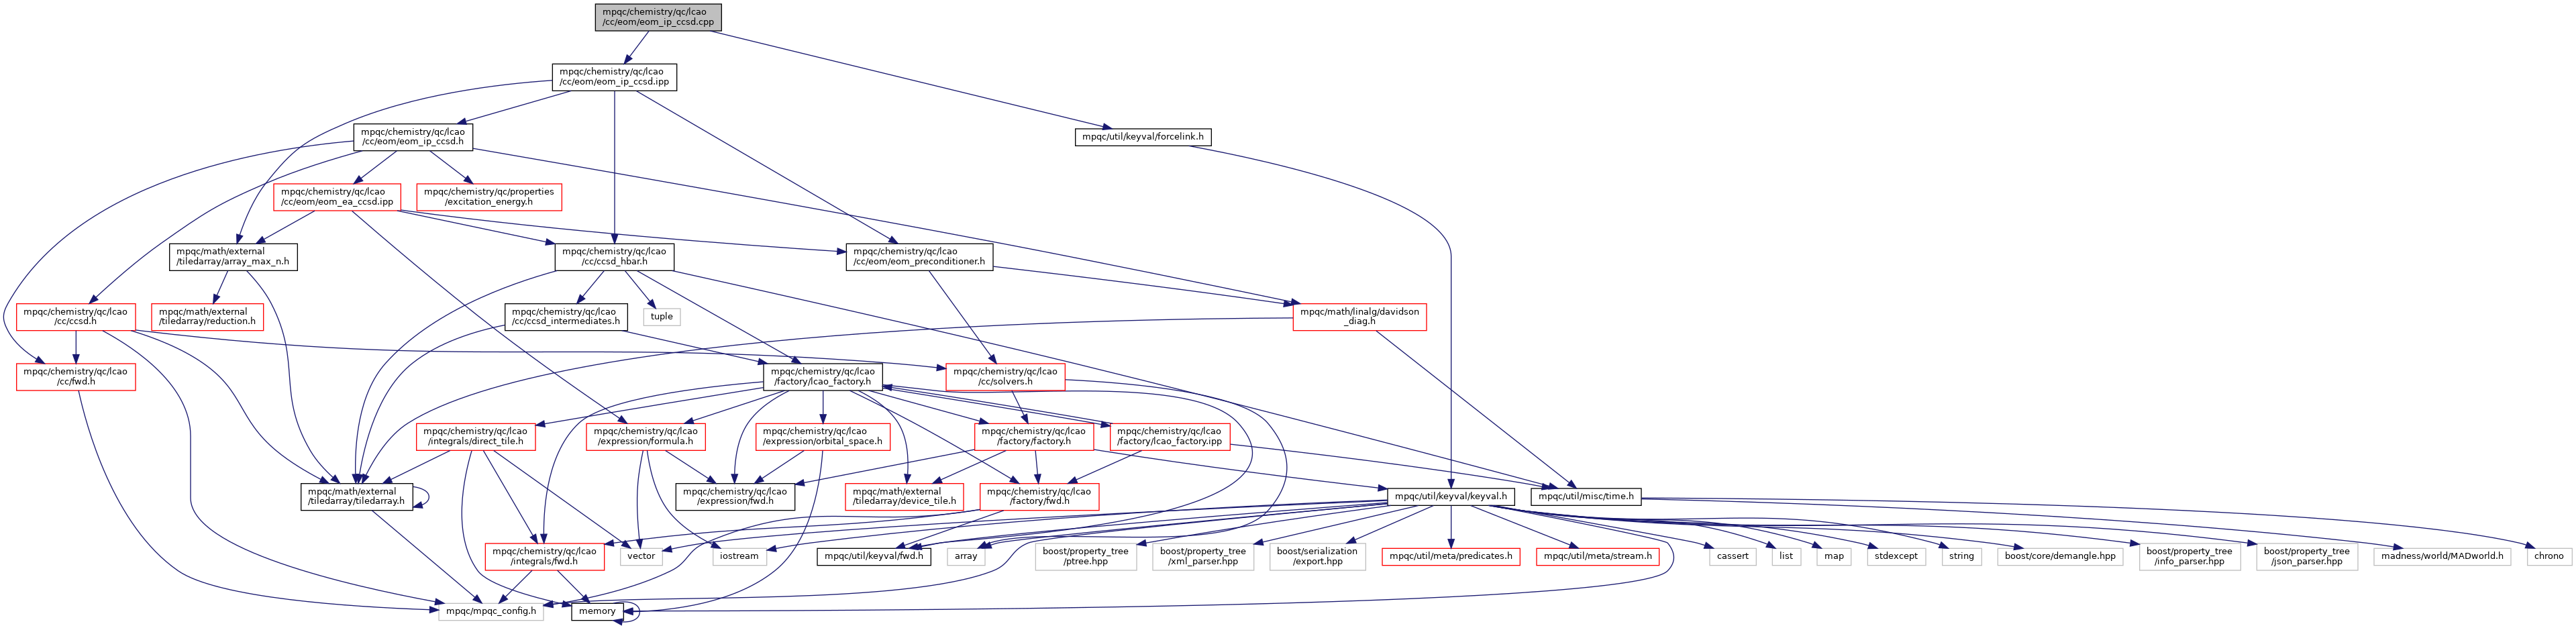 mpqc/chemistry/qc/lcao
/cc/eom/eom_ip_ccsd.cpp
mpqc/chemistry/qc/lcao
/cc/eom/eom_ip_ccsd.ipp
mpqc/chemistry/qc/lcao
/cc/eom/eom_ip_ccsd.h
mpqc/util/keyval/forcelink.h
mpqc/chemistry/qc/lcao
/cc/eom/eom_ea_ccsd.ipp
mpqc/chemistry/qc/properties
/excitation_energy.h
mpqc/math/external
/tiledarray/array_max_n.h
mpqc/chemistry/qc/lcao
/cc/ccsd_hbar.h
mpqc/chemistry/qc/lcao
/cc/eom/eom_preconditioner.h
mpqc/chemistry/qc/lcao
/cc/ccsd.h
mpqc/math/external
/tiledarray/reduction.h
mpqc/chemistry/qc/lcao
/cc/ccsd_intermediates.h
tuple
mpqc/math/linalg/davidson
_diag.h
mpqc/chemistry/qc/lcao
/cc/fwd.h
mpqc/chemistry/qc/lcao
/factory/lcao_factory.h
mpqc/chemistry/qc/lcao
/cc/solvers.h
mpqc/chemistry/qc/lcao
/integrals/direct_tile.h
mpqc/chemistry/qc/lcao
/expression/formula.h
mpqc/chemistry/qc/lcao
/expression/orbital_space.h
mpqc/chemistry/qc/lcao
/factory/factory.h
mpqc/chemistry/qc/lcao
/factory/lcao_factory.ipp
mpqc/math/external
/tiledarray/tiledarray.h
mpqc/chemistry/qc/lcao
/expression/fwd.h
mpqc/math/external
/tiledarray/device_tile.h
mpqc/chemistry/qc/lcao
/factory/fwd.h
mpqc/util/keyval/keyval.h
mpqc/util/misc/time.h
mpqc/chemistry/qc/lcao
/integrals/fwd.h
vector
iostream
mpqc/util/keyval/fwd.h
array
boost/property_tree
/ptree.hpp
boost/property_tree
/xml_parser.hpp
boost/serialization
/export.hpp
mpqc/util/meta/predicates.h
mpqc/util/meta/stream.h
cassert
list
map
stdexcept
string
boost/core/demangle.hpp
boost/property_tree
/info_parser.hpp
boost/property_tree
/json_parser.hpp
madness/world/MADworld.h
chrono
mpqc/mpqc_config.h
memory